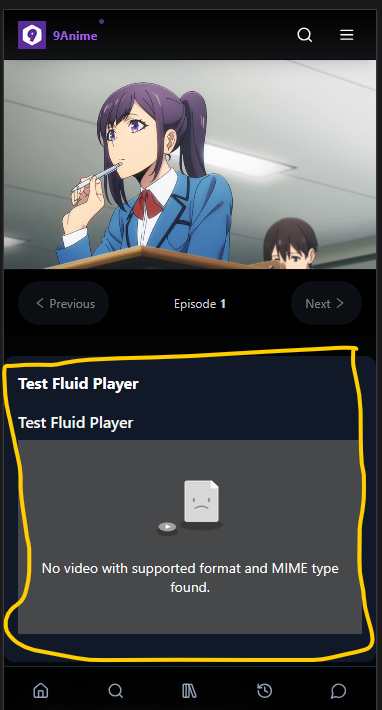 9 9Anime
Previous
Episode 1
Next
Test Fluid Player
Test Fluid Player
No video with supported format and MIME type
found.